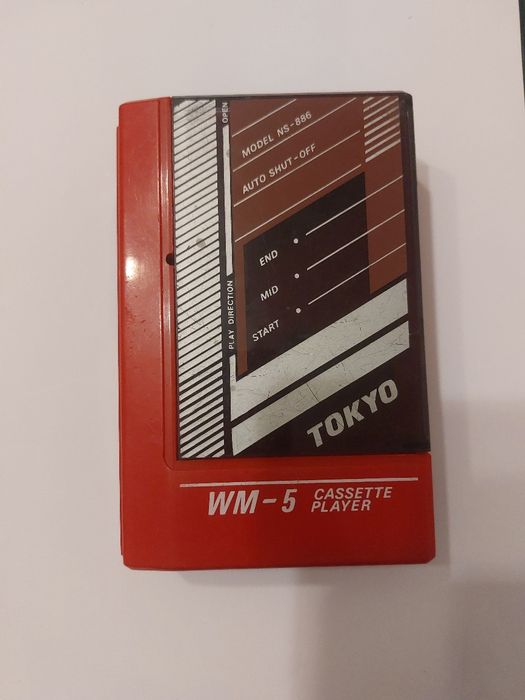 OPEN
MODEL NS-886
AUTO SHUT-OFF
END
MID
START
PLAY DIRECTION
TOKYO
WM-5 CASSETTE
PLAYER